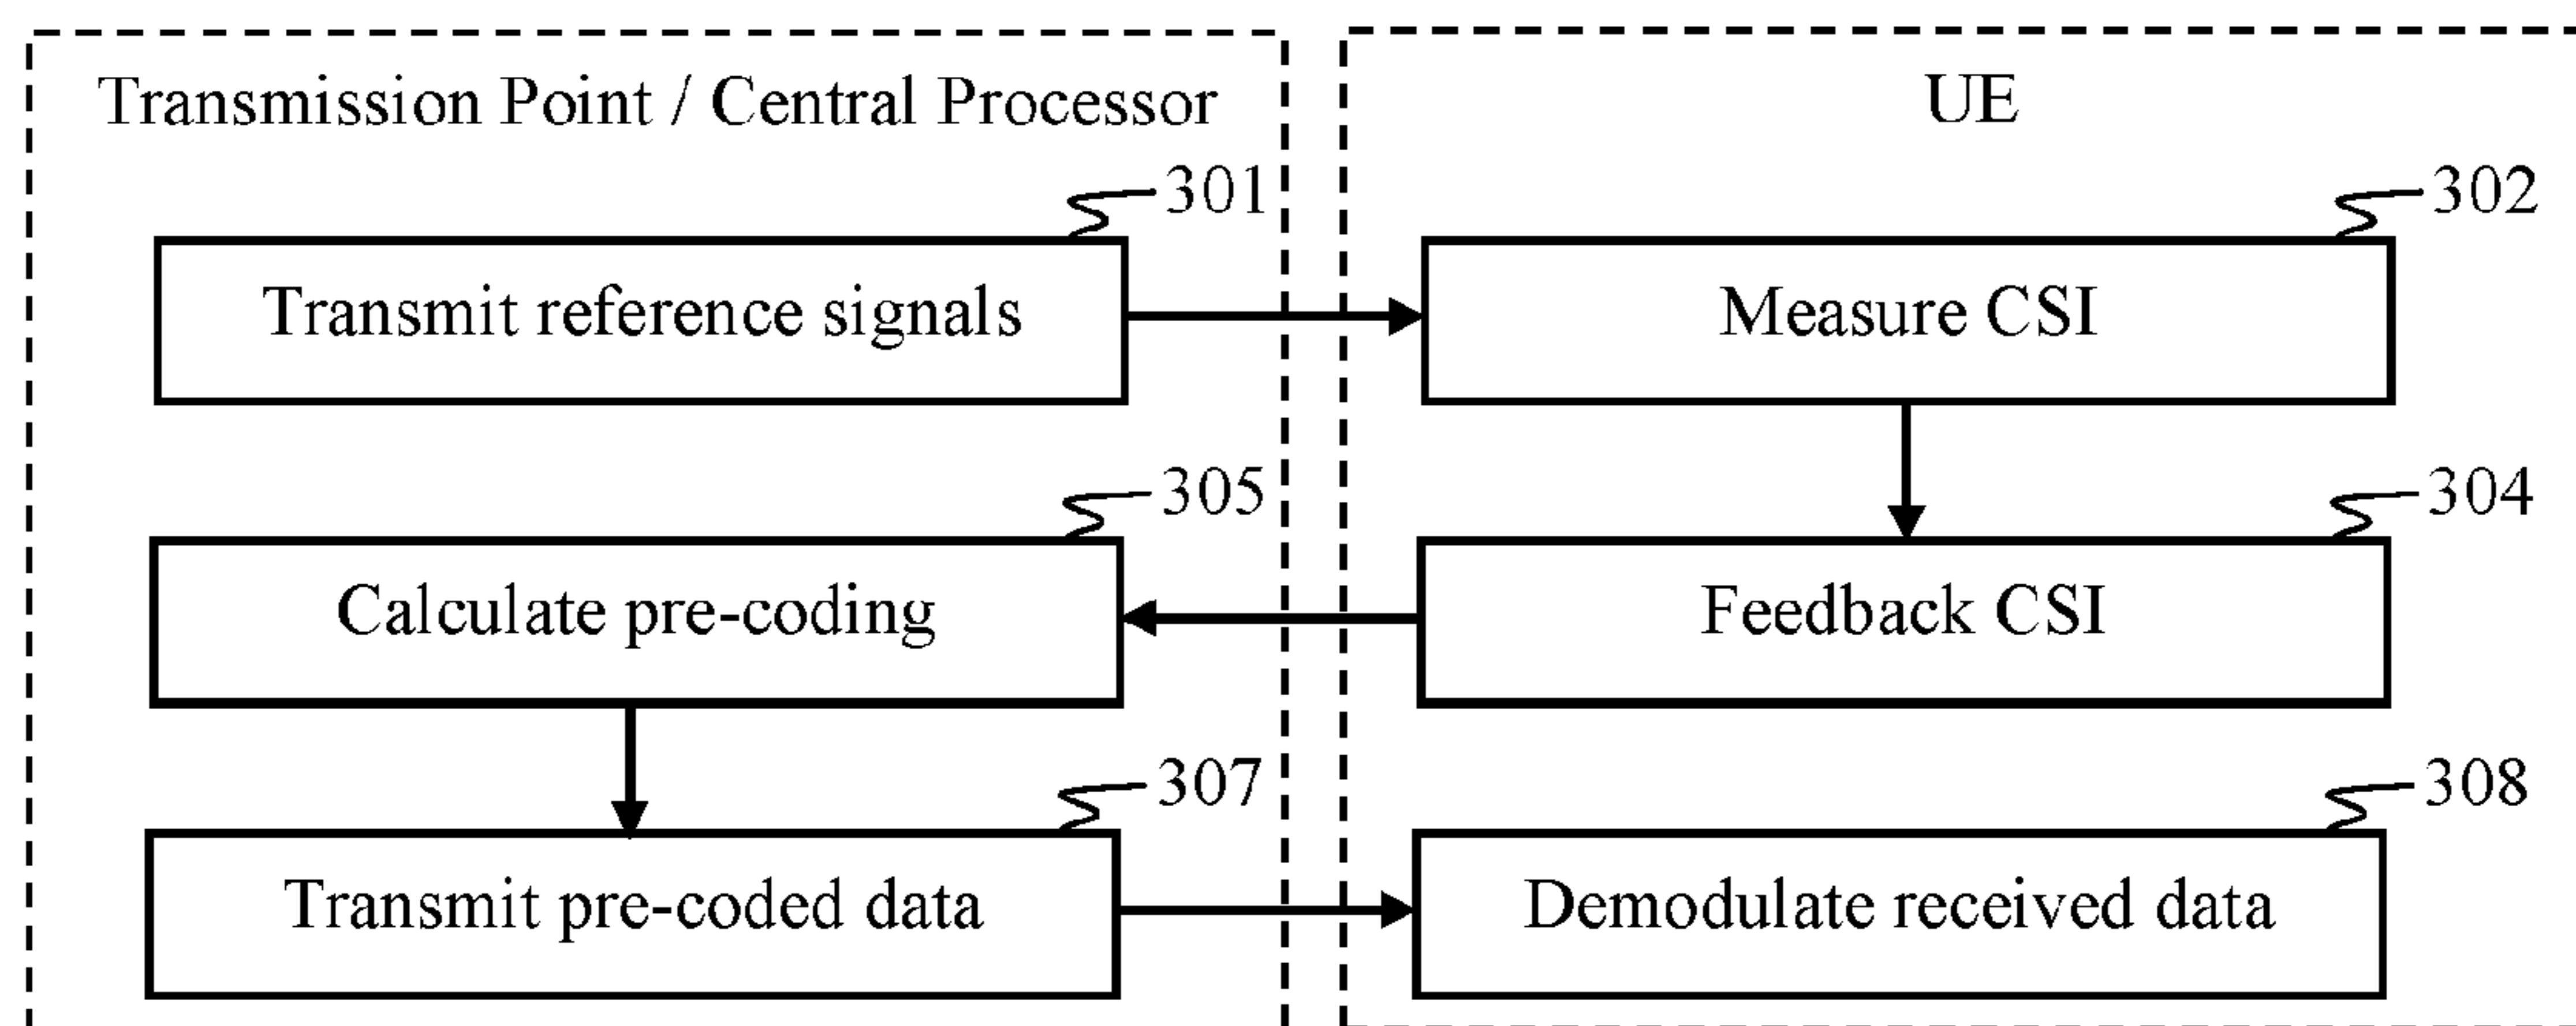 Transmission Point / Central Processor
UE
301
302
Transmit reference signals
Measure CSI
305
304
Calculate pre-coding
Feedback CSI
307
308
Transmit pre-coded data
Demodulate received data